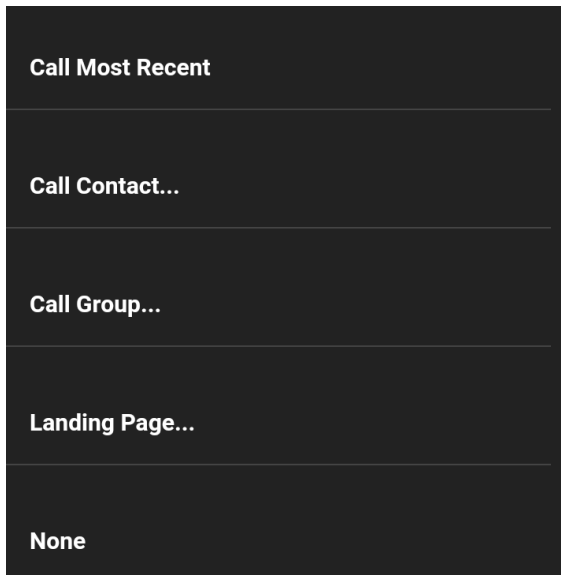 Call Most Recent
Call Contact...
Call Group...
Landing Page...
None